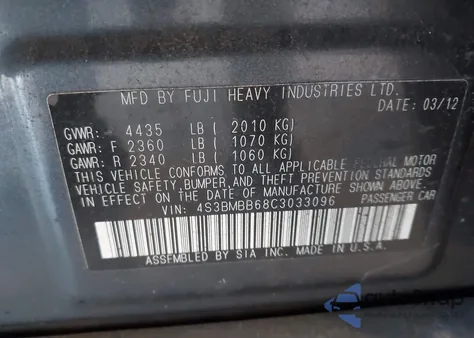 MFD BY FUJI HEAVY INDUSTRIES LTD.
DATE: 03/12
GVWR: 4435 LB ( 2010 KG)
GAWR: F 2360 LB ( 1070 KG)
GAWR: R 2340 LB ( 1060 KG)
THIS VEHICLE CONFORMS TO ALL APPLICABLE FEDERAL MOTOR
VEHICLE SAFETY, BUMPER, AND THEFT PREVENTION STANDARDS
IN EFFECT ON THE DATE OF MANUFACTURE SHOWN ABOVE.
VIN: 4S3BMBB68C3033096 PASSENGER CAR
ASSEMBLED BY SIA INC. MADE IN U.S.A.